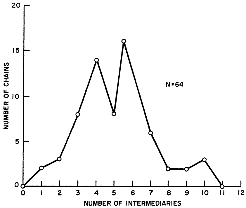 20
15
10
5
0
NUMBER OF CHAINS
N=64
0 1 2 3 4 5 6 7 8 9 10 11 12
NUMBER OF INTERMEDIARIES